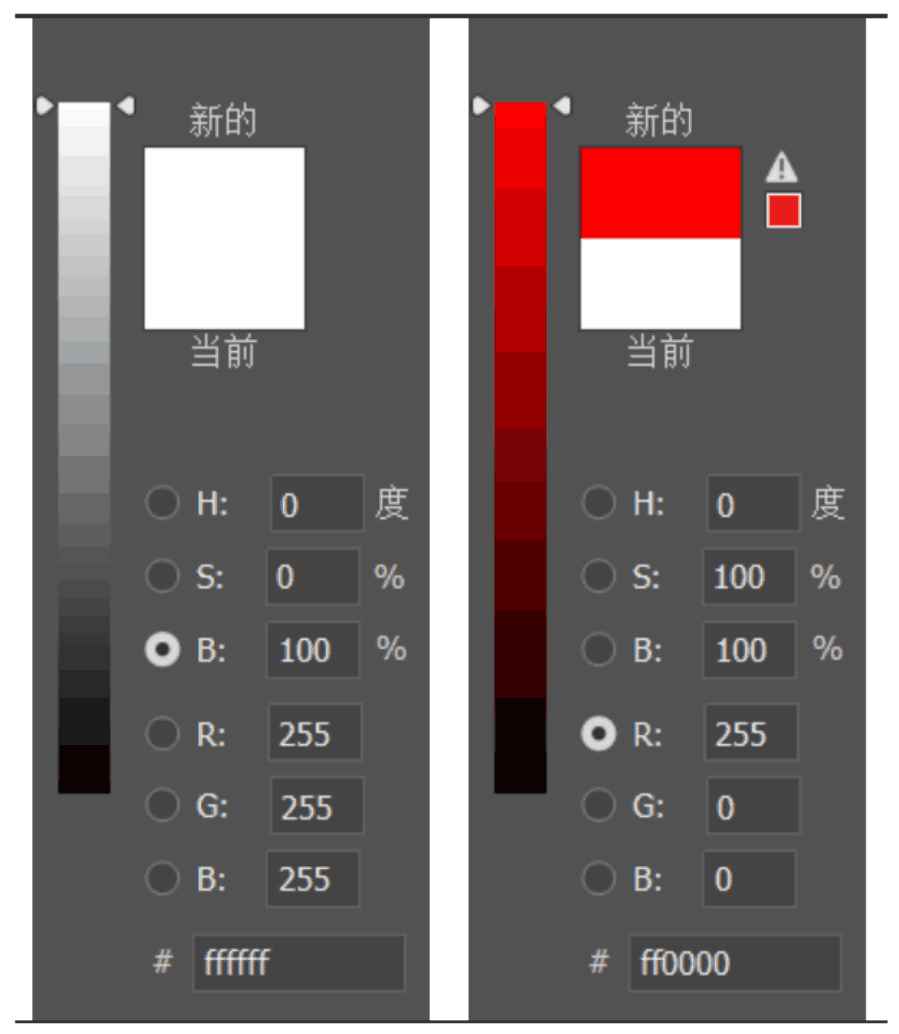 新的
当前
H: 0 度
S: 0 %
B: 100 %
R: 255
G: 255
B: 255
# ffffff
新的
当前
H: 0 度
S: 100 %
B: 100 %
R: 255
G: 0
B: 0
# ff0000